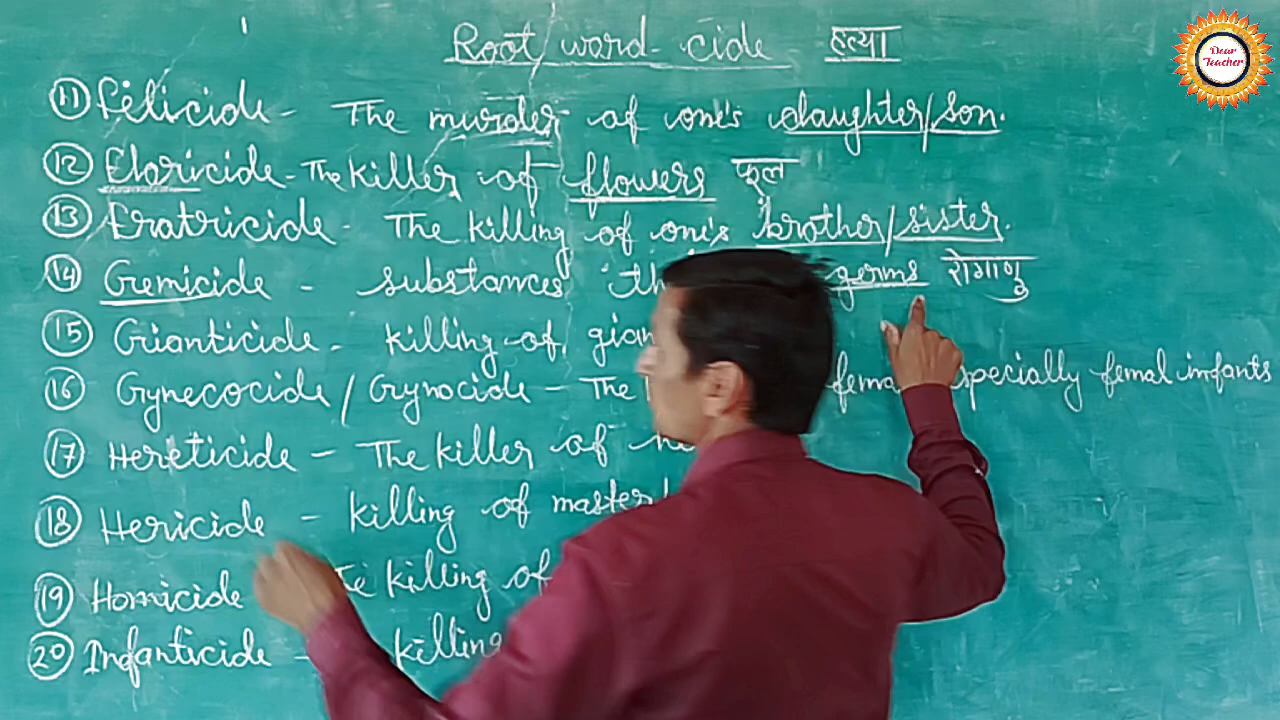 Root word - cide हत्या
Dear Teacher
11 Filicide - The murder of one's daughter/son.
12 Floricide - The killer of flowers फूल
13 Fratricide - The killing of one's brother/sister.
14 Gemicide - substances germs रोगाणु
15 Gianticide - killing of
16 Gynecocide / Gynocide - The especially femal infants
17 Hereticide - The killer of
18 Hericide - killing of master
19 Homicide killing of
20 Infanticide - killing